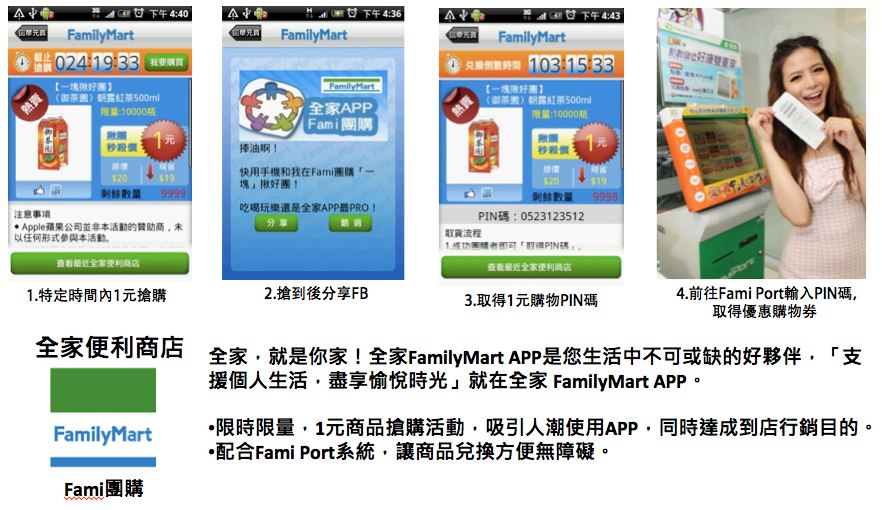 下午 4:40
回單元頁
FamilyMart
截止
搶購
024:19:33
我要購買
【一塊揪好團】
〈御茶園〉朝露紅茶500ml
熱賣
限量:10000瓶
揪團
秒殺價
1元
原價
$20
現省
$19
剩餘數量
9999
注意事項
• Apple蘋果公司並非本活動的贊助商，未
以任何形式參與本活動。
查看最近全家便利商店
1.特定時間內1元搶購
下午 4:36
回單元頁
FamilyMart
FamilyMart
全家APP
Fami團購
捧油啊！
快用手機和我在Fami團購「一
塊」揪好團！
吃喝玩樂還是全家APP最PRO！
分享
略過
2.搶到後分享FB
下午 4:43
回單元頁
FamilyMart
兌換倒數時間
103:15:33
【一塊揪好團】
〈御茶園〉朝露紅茶500ml
熱賣
限量:10000瓶
揪團
秒殺價
1元
原價
$20
現省
$19
剩餘數量
9998
PIN碼：0523123512
取貨流程
1.成功團購者即可「取得PIN碼」。
查看最近全家便利商店
3.取得1元購物PIN碼
4.前往Fami Port輸入PIN碼,
取得優惠購物券
全家便利商店
FamilyMart
Fami團購
全家，就是你家！全家FamilyMart APP是您生活中不可或缺的好夥伴，「支
援個人生活，盡享愉悅時光」就在全家 FamilyMart APP。
•限時限量，1元商品搶購活動，吸引人潮使用APP，同時達成到店行銷目的。
•配合Fami Port系統，讓商品兌換方便無障礙。